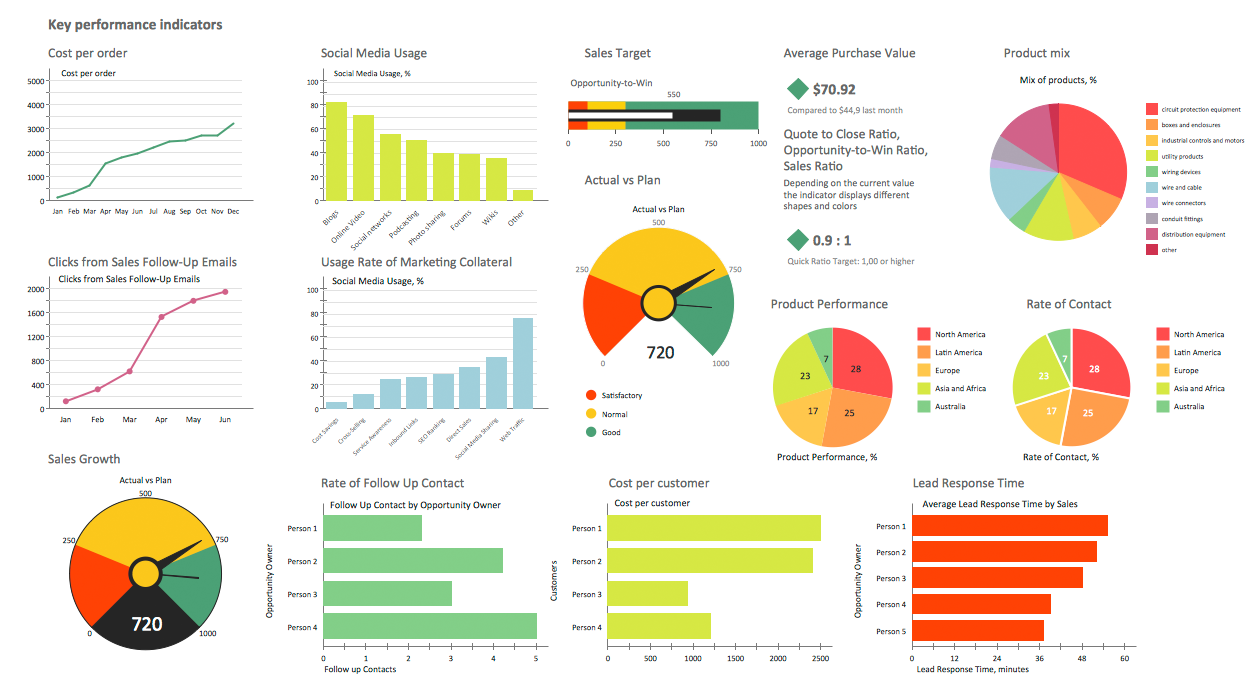 Key performance indicators
Cost per order
Cost per order
5000
4000
3000
2000
1000
0
Jan Feb Mar Apr May Jun Jul Aug Sep Oct Nov Dec
Social Media Usage
Social Media Usage, %
100
80
60
40
20
0
Blogs
Online Video
Social networks
Podcasting
Photo sharing
Forums
Wikis
Other
Sales Target
Opportunity-to-Win
550
0 250 500 750 1000
Average Purchase Value
$70.92
Compared to $44,9 last month
Quote to Close Ratio,
Opportunity-to-Win Ratio,
Sales Ratio
Depending on the current value
the indicator displays different
shapes and colors
0.9 : 1
Quick Ratio Target: 1,00 or higher
Product mix
Mix of products, %
circuit protection equipment
boxes and enclosures
industrial controls and motors
utility products
wiring devices
wire and cable
wire connectors
conduit fittings
distribution equipment
other
Clicks from Sales Follow-Up Emails
Clicks from Sales Follow-Up Emails
2000
1600
1200
800
400
0
Jan Feb Mar Apr May Jun
Usage Rate of Marketing Collateral
Social Media Usage, %
100
80
60
40
20
0
Cost Savings
Cross-Selling
Service Awareness
Inbound Links
SEO Ranking
Direct Sales
Social Media Sharing
Web Traffic
Actual vs Plan
Actual vs Plan
500
250
750
720
0
1000
Satisfactory
Normal
Good
Product Performance
28
25
17
23
7
North America
Latin America
Europe
Asia and Africa
Australia
Product Performance, %
Rate of Contact
28
25
17
23
7
North America
Latin America
Europe
Asia and Africa
Australia
Rate of Contact, %
Sales Growth
Actual vs Plan
500
250
750
720
0
1000
Rate of Follow Up Contact
Follow Up Contact by Opportunity Owner
Opportunity Owner
Person 1
Person 2
Person 3
Person 4
0 1 2 3 4 5
Follow up Contacts
Cost per customer
Cost per customer
Customers
Person 1
Person 2
Person 3
Person 4
0 500 1000 1500 2000 2500
Lead Response Time
Average Lead Response Time by Sales
Opportunity Owner
Person 1
Person 2
Person 3
Person 4
Person 5
0 12 24 36 48 60
Lead Response Time, minutes